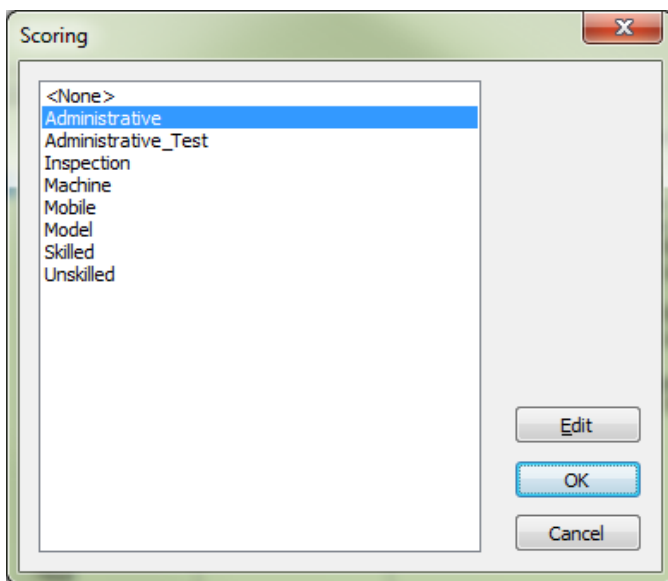 Scoring
<None>
Administrative
Administrative_Test
Inspection
Machine
Mobile
Model
Skilled
Unskilled
Edit
OK
Cancel